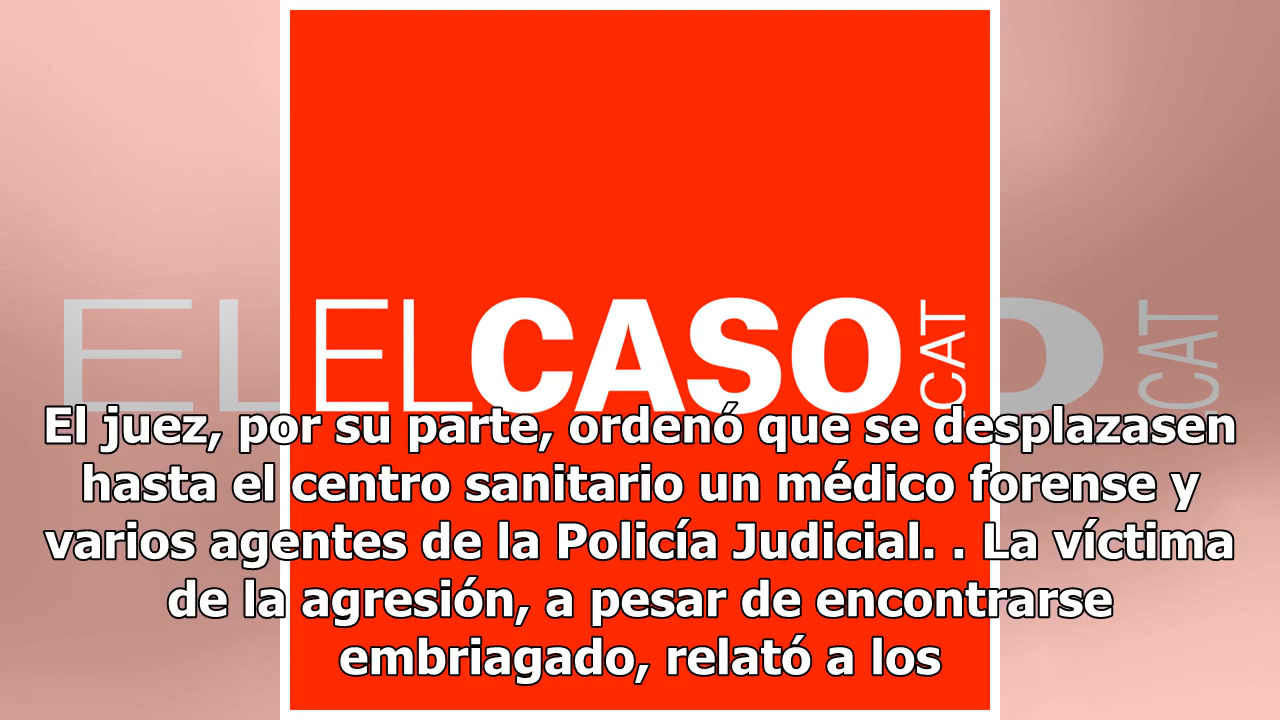 ELCASO
.CAT
El juez, por su parte, ordenó que se desplazasen
hasta el centro sanitario un médico forense y
varios agentes de la Policía Judicial. . La víctima
de la agresión, a pesar de encontrarse
embriagado, relató a los